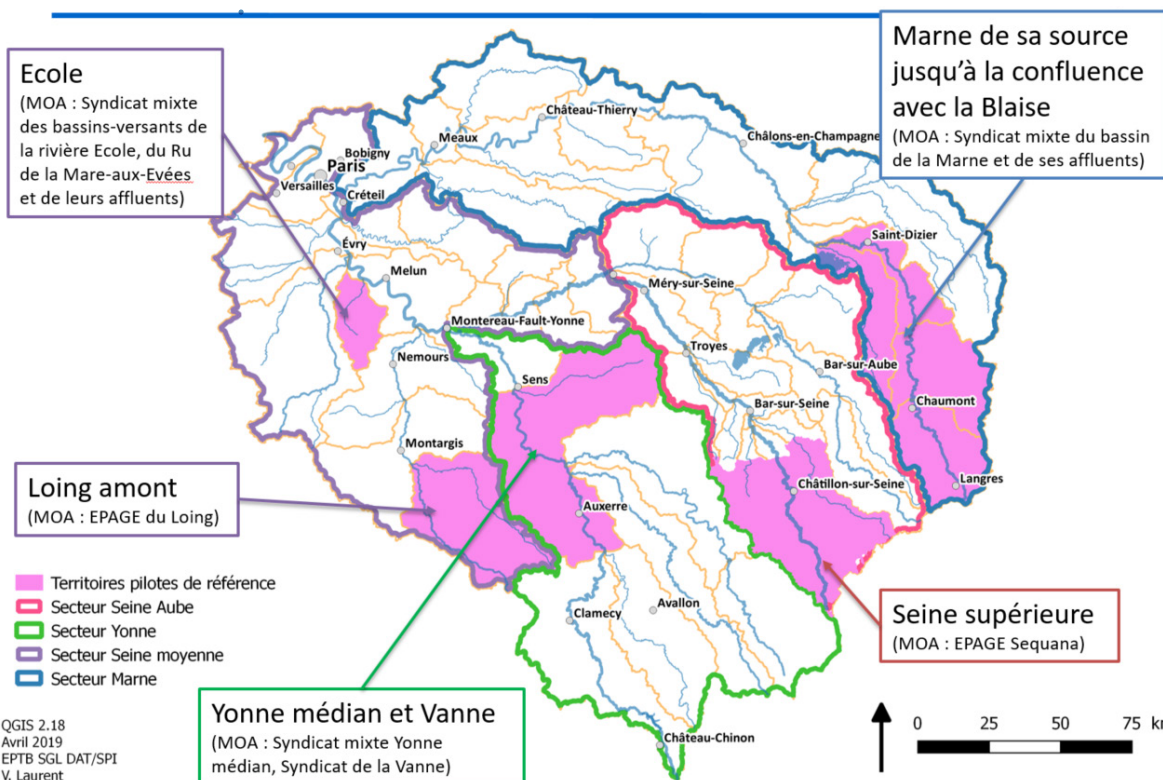 Ecole
(MOA : Syndicat mixte
des bassins-versants de
la rivière Ecole, du Ru
de la Mare-aux-Evées
et de leurs affluents)
Marne de sa source
jusqu'à la confluence
avec la Blaise
(MOA : Syndicat mixte du bassin
de la Marne et de ses affluents)
Château-Thierry
Châlons-en-Champagne
Meaux
Bobigny
Paris
Versailles
Créteil
Saint-Dizier
Évry
Melun
Méry-sur-Seine
Montereau-Fault-Yonne
Troyes
Nemours
Bar-sur-Aube
Sens
Bar-sur-Seine
Chaumont
Montargis
Châtillon-sur-Seine
Langres
Loing amont
(MOA : EPAGE du Loing)
Auxerre
Territoires pilotes de référence
Secteur Seine Aube
Secteur Yonne
Secteur Seine moyenne
Secteur Marne
Clamecy
Avallon
Seine supérieure
(MOA : EPAGE Sequana)
Yonne médian et Vanne
(MOA : Syndicat mixte Yonne
médian, Syndicat de la Vanne)
Château-Chinon
QGIS 2.18
Avril 2019
EPTB SGL DAT/SPI
V. Laurent
0 25 50 75 km